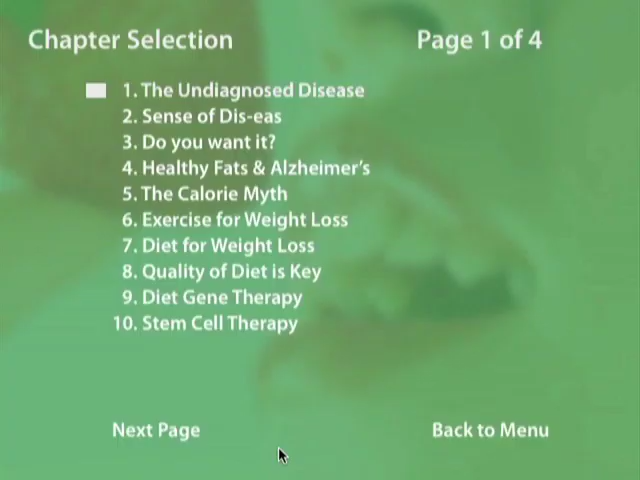 Chapter Selection
Page 1 of 4
1. The Undiagnosed Disease
2. Sense of Dis-eas
3. Do you want it?
4. Healthy Fats & Alzheimer's
5. The Calorie Myth
6. Exercise for Weight Loss
7. Diet for Weight Loss
8. Quality of Diet is Key
9. Diet Gene Therapy
10. Stem Cell Therapy
Next Page
Back to Menu